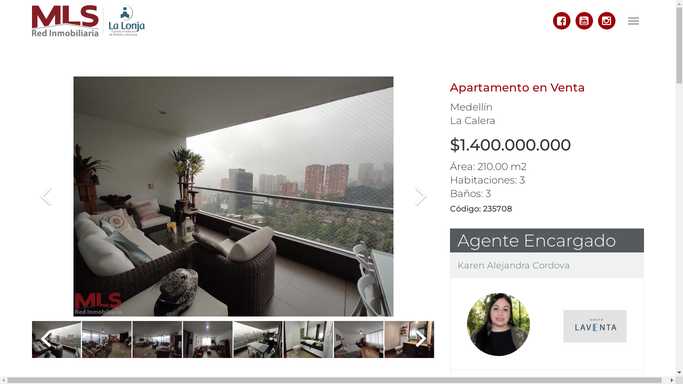 MLS
Red Inmobiliaria
La Lonja
Apartamento en Venta
Medellín
La Calera
$1.400.000.000
Área: 210.00 m2
Habitaciones: 3
Baños: 3
Código: 235708
MLS
Red Inmobiliaria
Agente Encargado
Karen Alejandra Cordova
LAVENTA